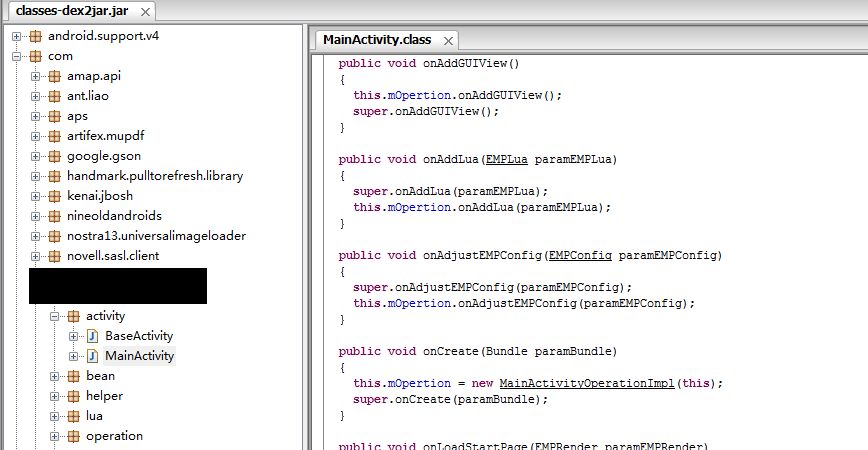 classes-dex2jar.jar
android.support.v4
com
amap.api
ant.liao
aps
artifex.mupdf
google.gson
handmark.pulltorefresh.library
kenai.jbosh
nineoldandroids
nostra13.universalimageloader
novell.sasl.client
activity
BaseActivity
MainActivity
bean
helper
lua
operation
MainActivity.class
public void onAddGUIView()
{
this.mOpertion.onAddGUIView();
super.onAddGUIView();
}
public void onAddLua(EMPLua paramEMPLua)
{
super.onAddLua(paramEMPLua);
this.mOpertion.onAddLua(paramEMPLua);
}
public void onAdjustEMPConfig(EMPConfig paramEMPConfig)
{
super.onAdjustEMPConfig(paramEMPConfig);
this.mOpertion.onAdjustEMPConfig(paramEMPConfig);
}
public void onCreate(Bundle paramBundle)
{
this.mOpertion = new MainActivityOperationImpl(this);
super.onCreate(paramBundle);
}
public void onLoadStartPage(EMPRender paramEMPRender)